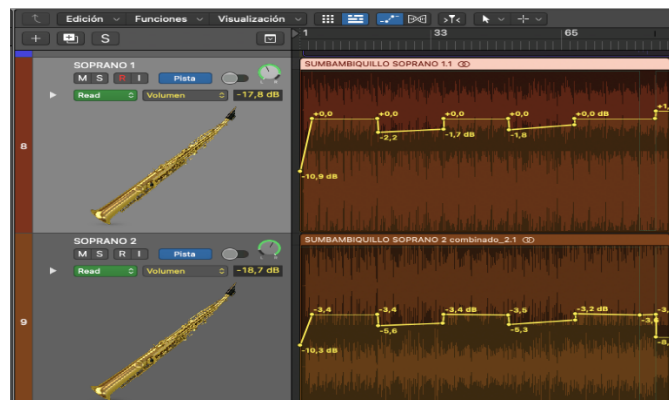 Edición Funciones Visualización
S
1 33 65
SOPRANO 1
M S R I Pista
Read Volumen -17,8 dB
8
SUMBAMBIQUILLO SOPRANO 1.1
+0,0 +0,0 +0,0 +0,0 +0,0 dB
-2,2 -1,7 dB -1,8
-10,9 dB
SOPRANO 2
M S R I Pista
Read Volumen -18,7 dB
9
SUMBAMBIQUILLO SOPRANO 2 combinado_2.1
-3,4 -3,4 -3,4 dB -3,5 -3,2 dB
-5,6 -5,3
-10,3 dB